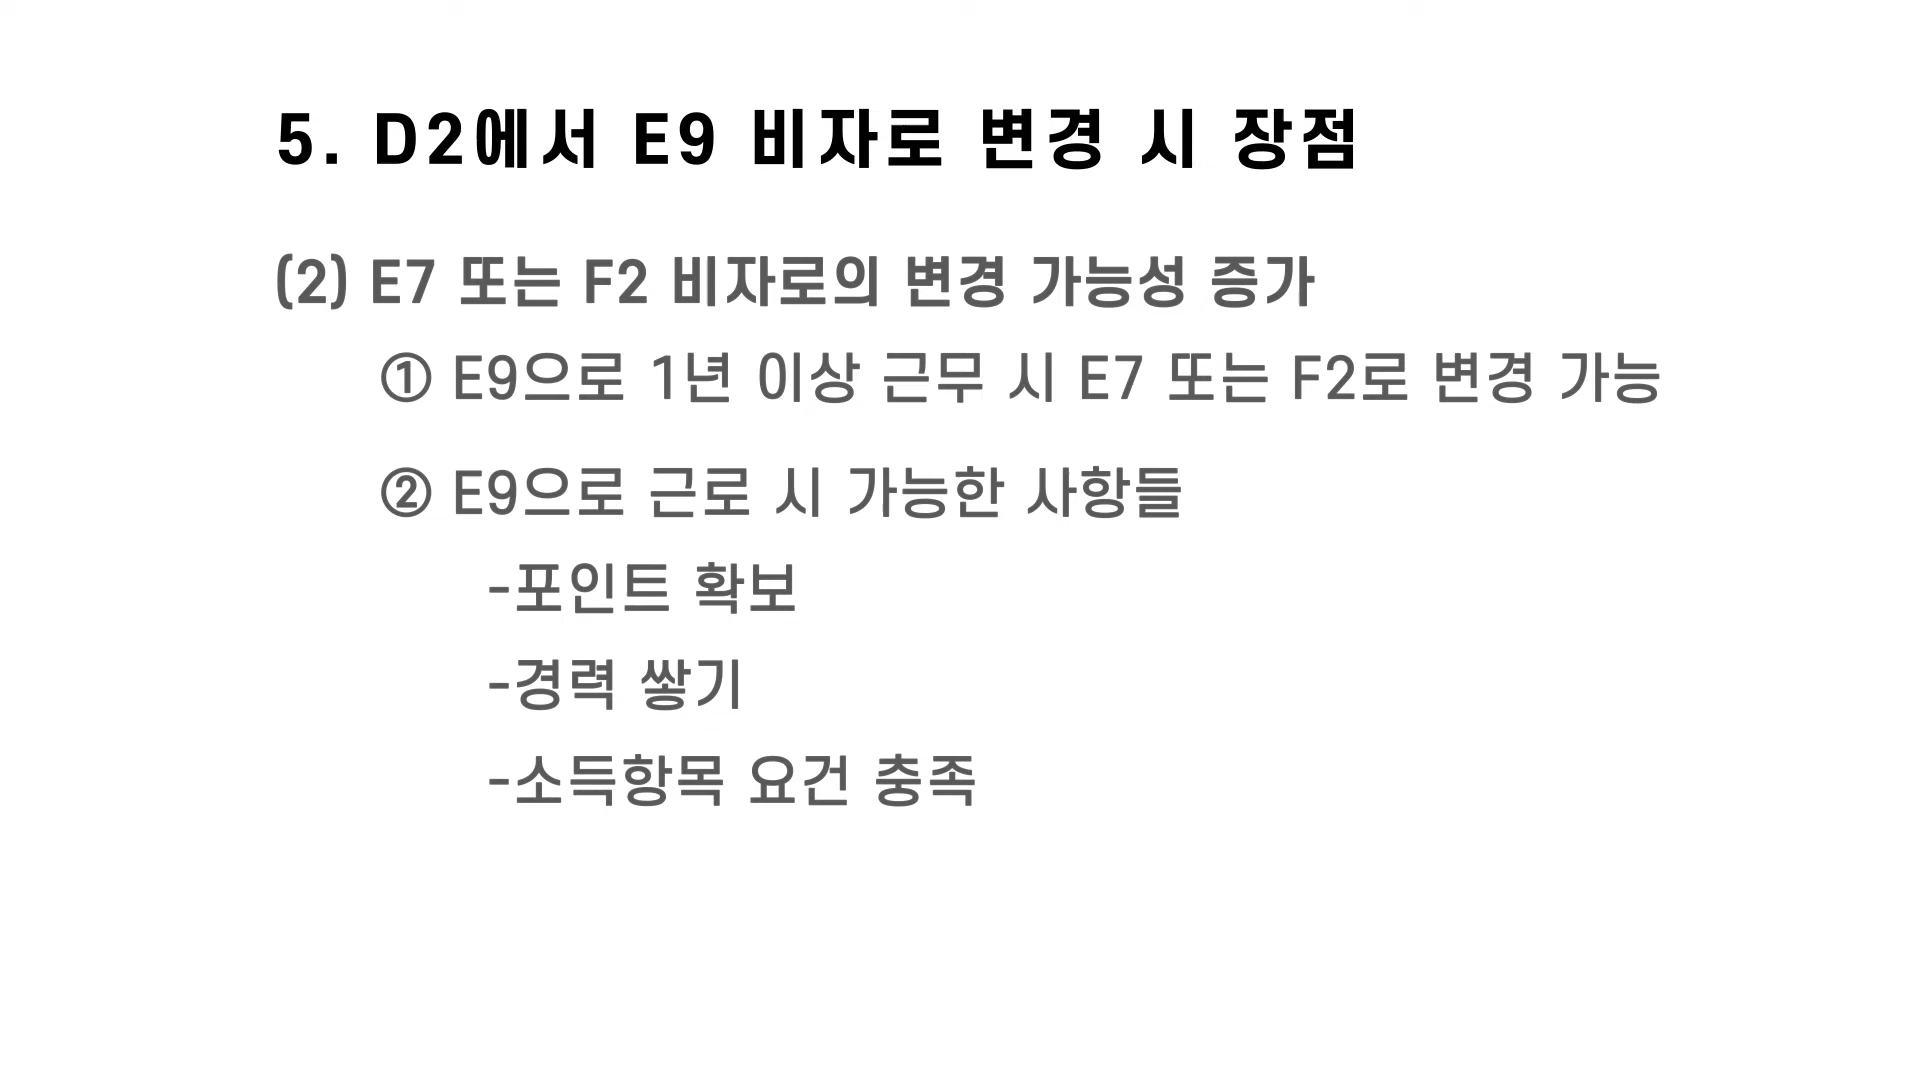 5. D2에서 E9 비자로 변경 시 장점
(2) E7 또는 F2 비자로의 변경 가능성 증가
① E9으로 1년 이상 근무 시 E7 또는 F2로 변경 가능
② E9으로 근로 시 가능한 사항들
-포인트 확보
-경력 쌓기
-소득항목 요건 충족